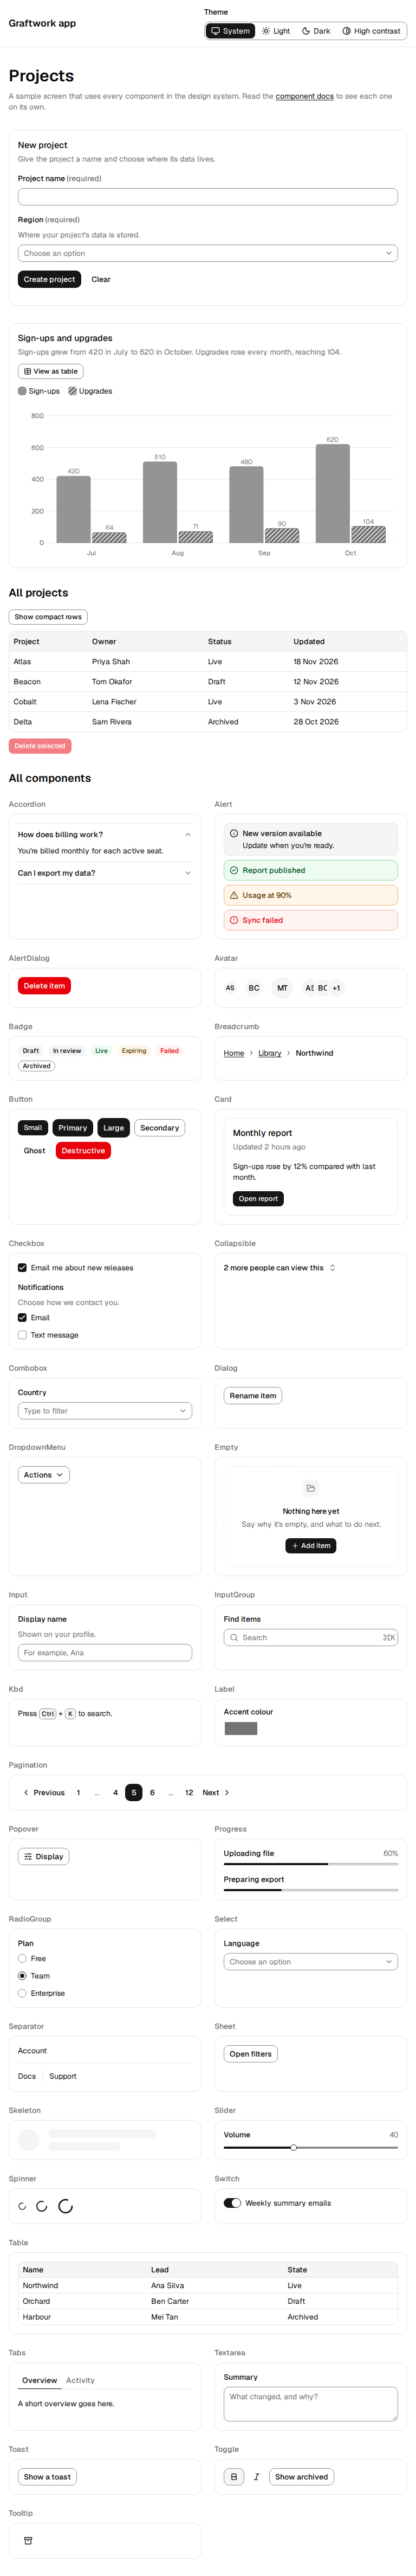 Graftwork app
Theme
System Light Dark High contrast
Projects
A sample screen that uses every component in the design system. Read the component docs to see each one
on its own.
New project
Give the project a name and choose where its data lives.
Project name (required)
Region (required)
Where your project's data is stored.
Choose an option
Create project Clear
Sign-ups and upgrades
Sign-ups grew from 420 in July to 620 in October. Upgrades rose every month, reaching 104.
View as table
Sign-ups Upgrades
800
600
400
200
0
420 64 510 71 480 90 620 104
Jul Aug Sep Oct
All projects
Show compact rows
Project Owner Status Updated
Atlas Priya Shah Live 18 Nov 2026
Beacon Tom Okafor Draft 12 Nov 2026
Cobalt Lena Fischer Live 3 Nov 2026
Delta Sam Rivera Archived 28 Oct 2026
Delete selected
All components
Accordion
How does billing work?
You're billed monthly for each active seat.
Can I export my data?
Alert
New version available
Update when you're ready.
Report published
Usage at 90%
Sync failed
AlertDialog
Delete item
Avatar
AS BC MT AS BC +1
Badge
Draft In review Live Expiring Failed
Archived
Breadcrumb
Home Library Northwind
Button
Small Primary Large Secondary
Ghost Destructive
Card
Monthly report
Updated 2 hours ago
Sign-ups rose by 12% compared with last
month.
Open report
Checkbox
Email me about new releases
Notifications
Choose how we contact you.
Email
Text message
Collapsible
2 more people can view this
Combobox
Country
Type to filter
Dialog
Rename item
DropdownMenu
Actions
Empty
Nothing here yet
Say why it's empty, and what to do next.
Add item
Input
Display name
Shown on your profile.
For example, Ana
InputGroup
Find items
Search ⌘K
Kbd
Press Ctrl + K to search.
Label
Accent colour
Pagination
Previous 1 … 4 5 6 … 12 Next
Popover
Display
Progress
Uploading file 60%
Preparing export
RadioGroup
Plan
Free
Team
Enterprise
Select
Language
Choose an option
Separator
Account
Docs Support
Sheet
Open filters
Skeleton
Slider
Volume 40
Spinner
Switch
Weekly summary emails
Table
Name Lead State
Northwind Ana Silva Live
Orchard Ben Carter Draft
Harbour Mei Tan Archived
Tabs
Overview Activity
A short overview goes here.
Textarea
Summary
What changed, and why?
Toast
Show a toast
Toggle
B I Show archived
Tooltip